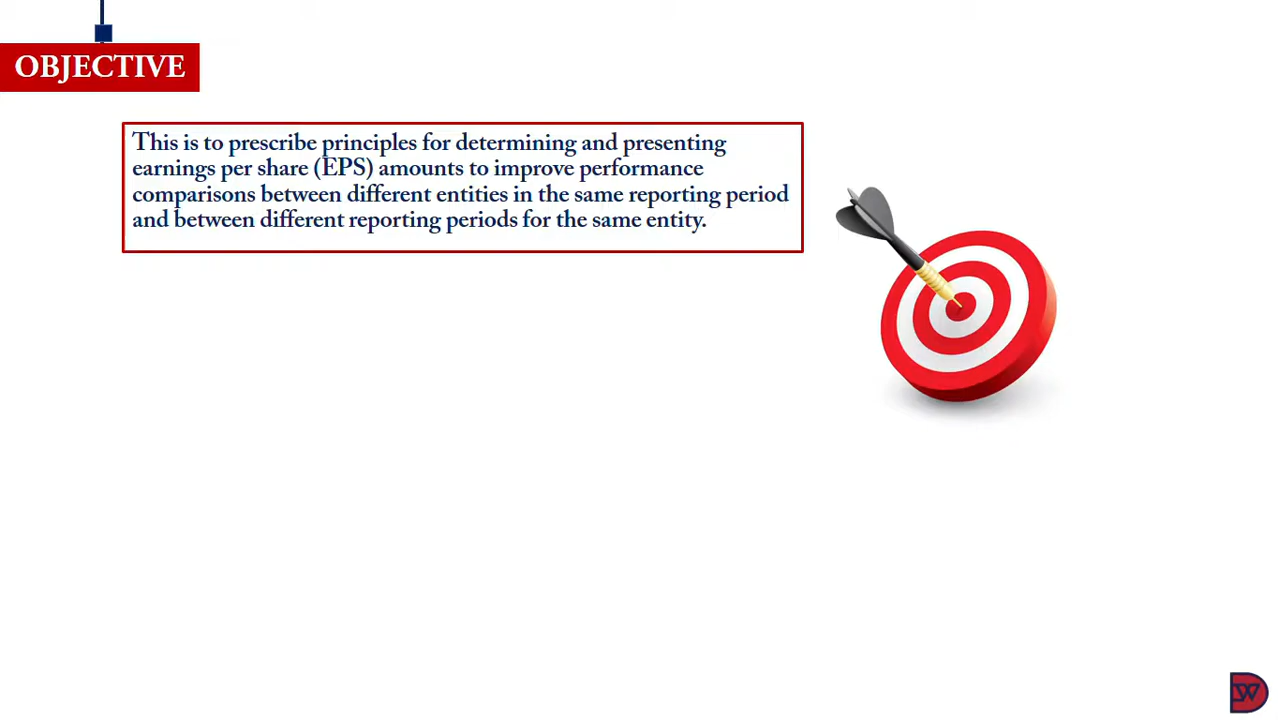 OBJECTIVE
This is to prescribe principles for determining and presenting
earnings per share (EPS) amounts to improve performance
comparisons between different entities in the same reporting period
and between different reporting periods for the same entity.
DW